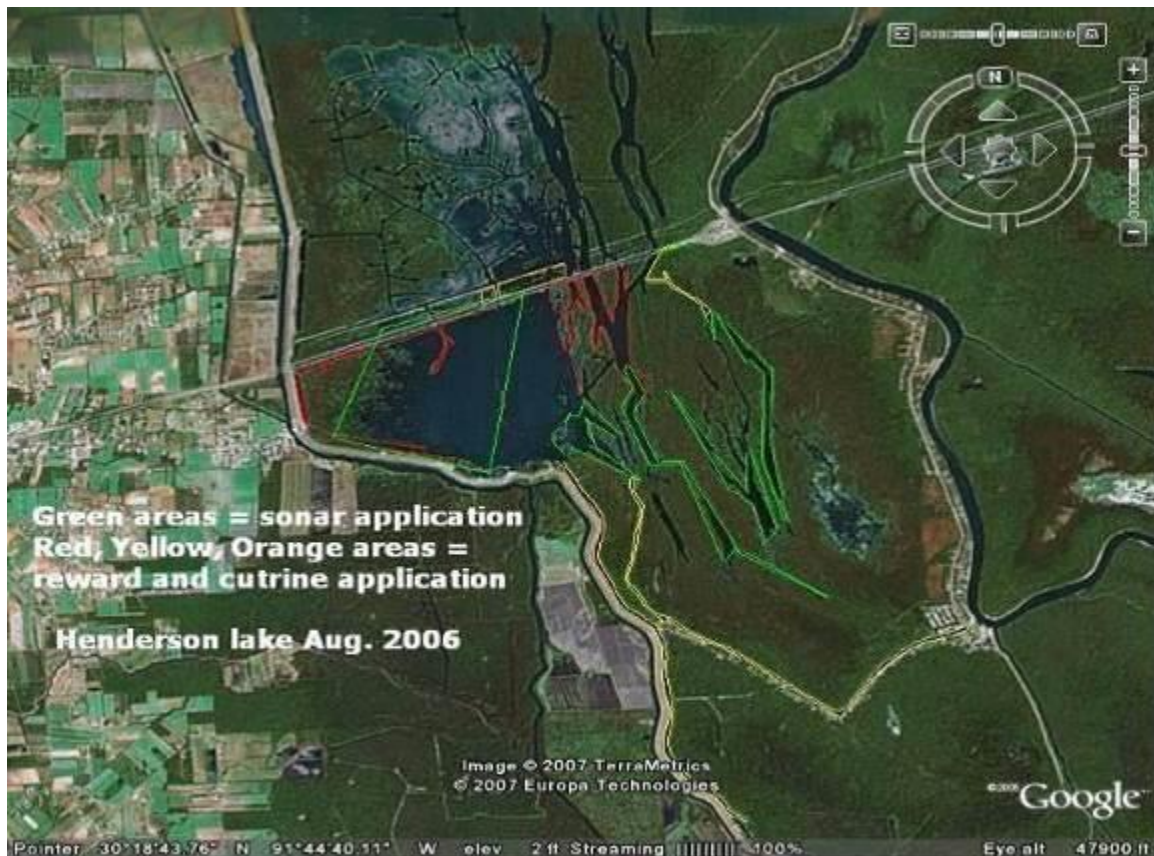 N
Green areas = sonar application
Red, Yellow, Orange areas =
reward and cutrine application
Henderson lake Aug. 2006
Image © 2007 TerraMetrics
© 2007 Europa Technologies
Google
Pointer 30°18'43.76" N 91°44'40.11" W elev 2 ft Streaming |||||||||| 100% Eye alt 47900 ft